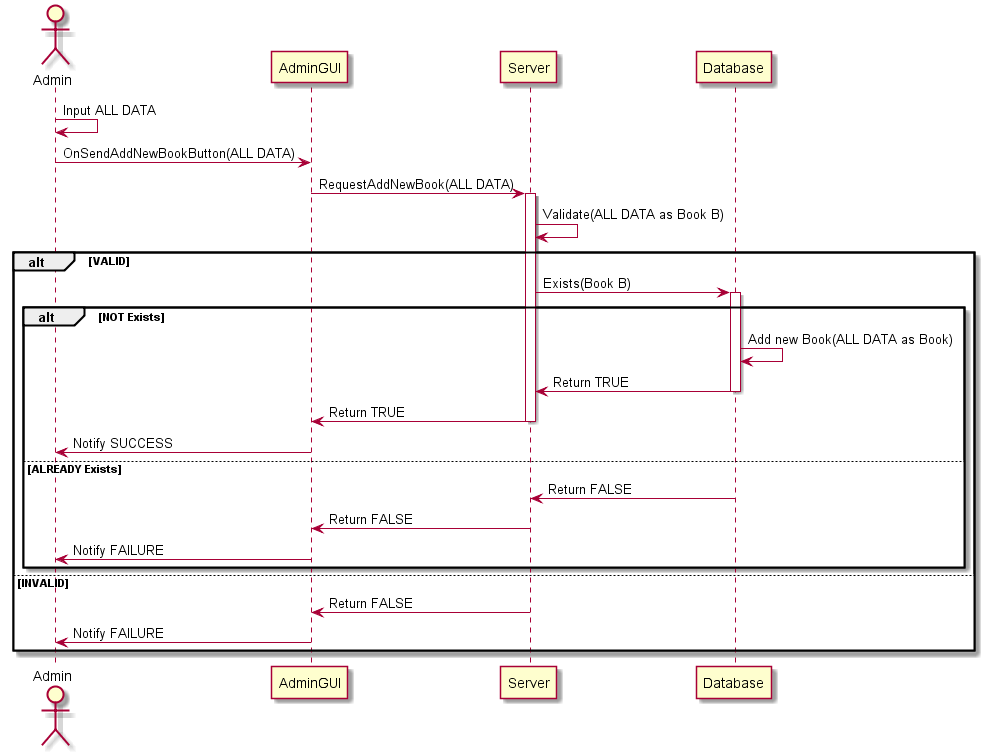 Admin
AdminGUI
Server
Database
Input ALL DATA
OnSendAddNewBookButton(ALL DATA)
RequestAddNewBook(ALL DATA)
Validate(ALL DATA as Book B)
alt
[VALID]
Exists(Book B)
alt
[NOT Exists]
Add new Book(ALL DATA as Book)
Return TRUE
Return TRUE
Notify SUCCESS
[ALREADY Exists]
Return FALSE
Return FALSE
Notify FAILURE
[INVALID]
Return FALSE
Notify FAILURE
Admin
AdminGUI
Server
Database